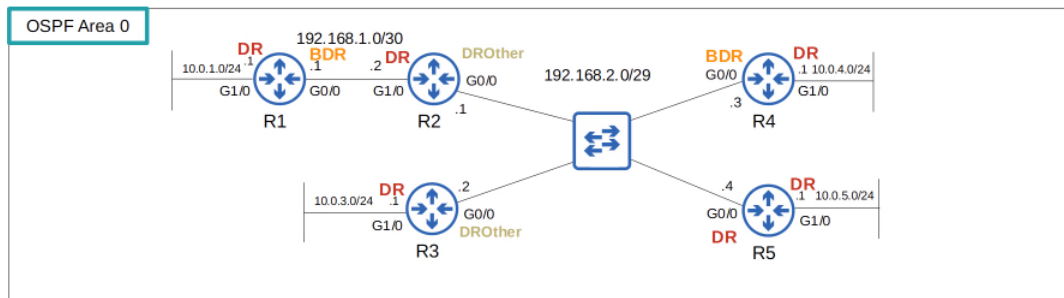 OSPF Area 0
192.168.1.0/30
DR
BDR
DR
DROther
10.0.1.0/24
.1
.1
.2
G1/0
G0/0
G1/0
G0/0
.1
R1
R2
192.168.2.0/29
BDR
DR
G0/0
.1
10.0.4.0/24
G1/0
.3
R4
DR
10.0.3.0/24
.1
.2
G1/0
G0/0
DROther
R3
.4
DR
.1
10.0.5.0/24
G0/0
G1/0
DR
R5